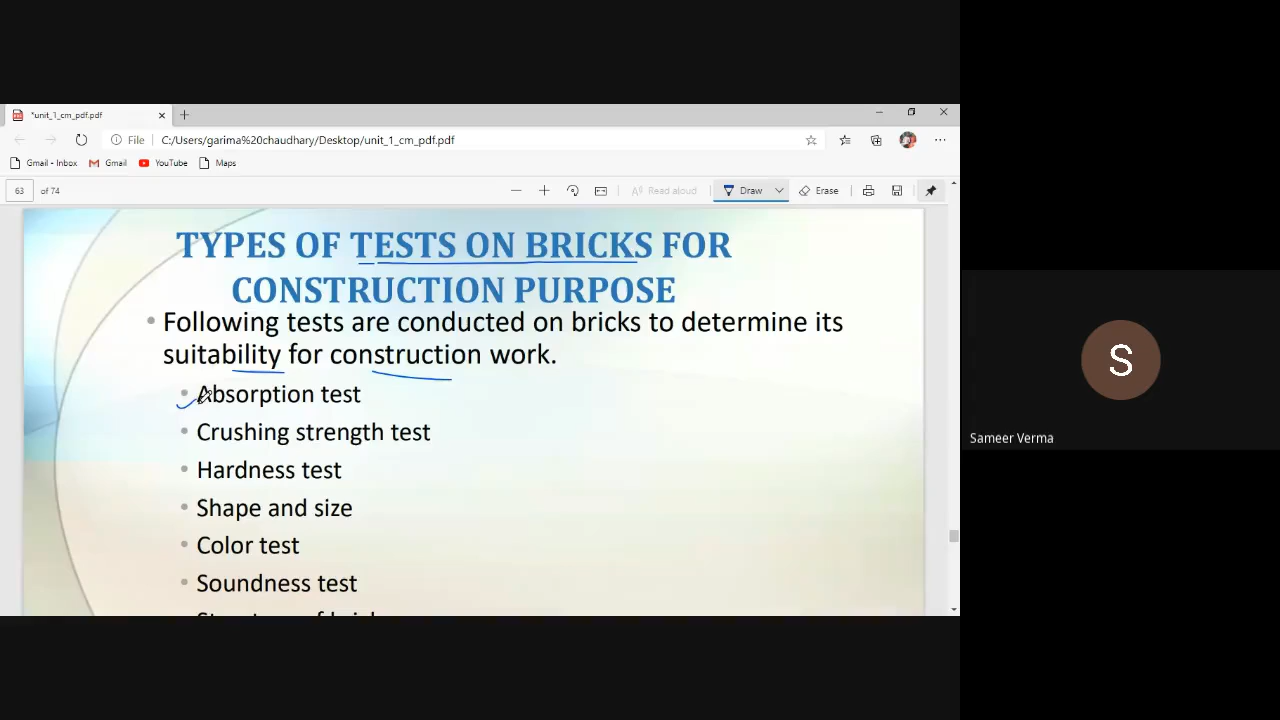 *unit_1_cm_pdf.pdf
File C:/Users/garima%20chaudhary/Desktop/unit_1_cm_pdf.pdf
Gmail - Inbox Gmail YouTube Maps
63 of 74 Read aloud Draw Erase
TYPES OF TESTS ON BRICKS FOR
CONSTRUCTION PURPOSE
Following tests are conducted on bricks to determine its
suitability for construction work.
Absorption test
Crushing strength test
Hardness test
Shape and size
Color test
Soundness test
S
Sameer Verma